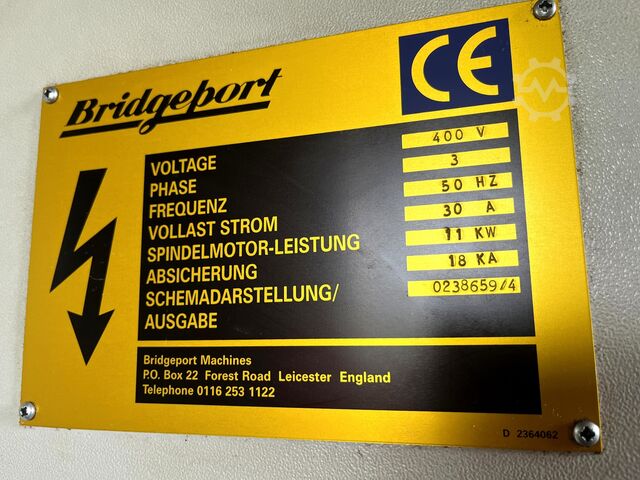 Bridgeport
CE
VOLTAGE 400 V
PHASE 3
FREQUENZ 50 HZ
VOLLAST STROM 30 A
SPINDELMOTOR-LEISTUNG 11 KW
ABSICHERUNG 18 KA
SCHEMADARSTELLUNG/ 0238659/4
AUSGABE
Bridgeport Machines
P.O. Box 22 Forest Road Leicester England
Telephone 0116 253 1122
D 2364062